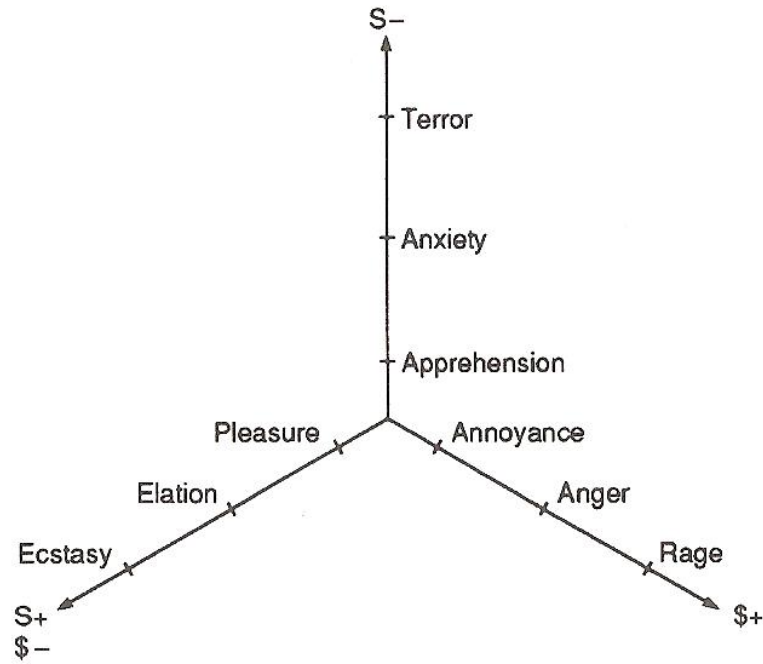 S–
Terror
Anxiety
Apprehension
Pleasure
Annoyance
Elation
Anger
Ecstasy
Rage
S+
$+
$–